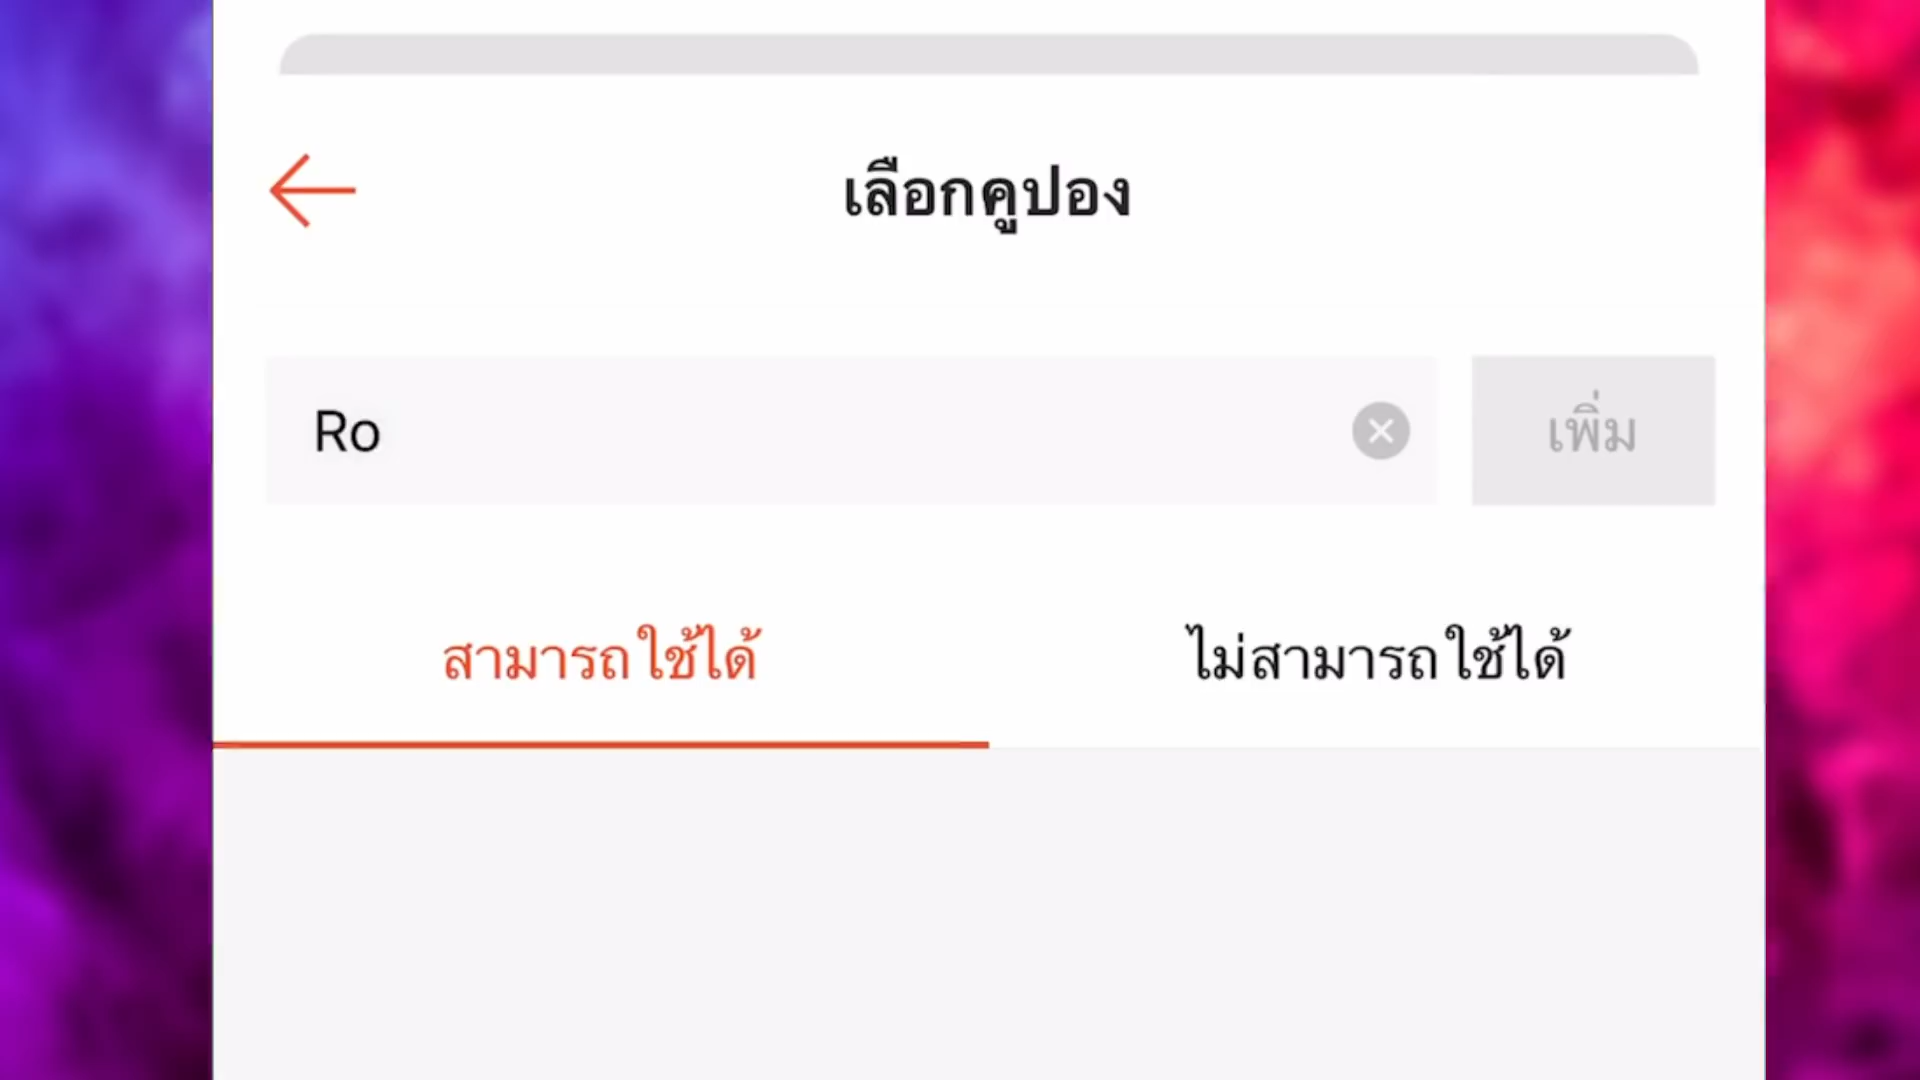 เลือกคูปอง
Ro
เพิ่ม
สามารถใช้ได้
ไม่สามารถใช้ได้